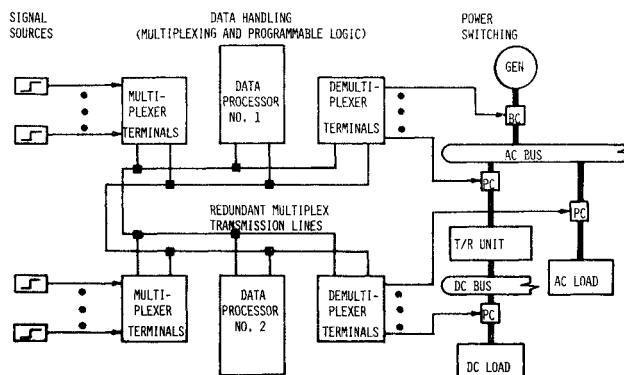 SIGNAL
SOURCES
DATA HANDLING
(MULTIPLEXING AND PROGRAMMABLE LOGIC)
POWER
SWITCHING
MULTI-
PLEXER
TERMINALS
DATA
PROCESSOR
NO. 1
DEMULTI-
PLEXER
TERMINALS
GEN
BC
AC BUS
PC
PC
REDUNDANT MULTIPLEX
TRANSMISSION LINES
T/R UNIT
MULTI-
PLEXER
TERMINALS
DATA
PROCESSOR
NO. 2
DEMULTI-
PLEXER
TERMINALS
DC BUS
AC LOAD
PC
DC LOAD